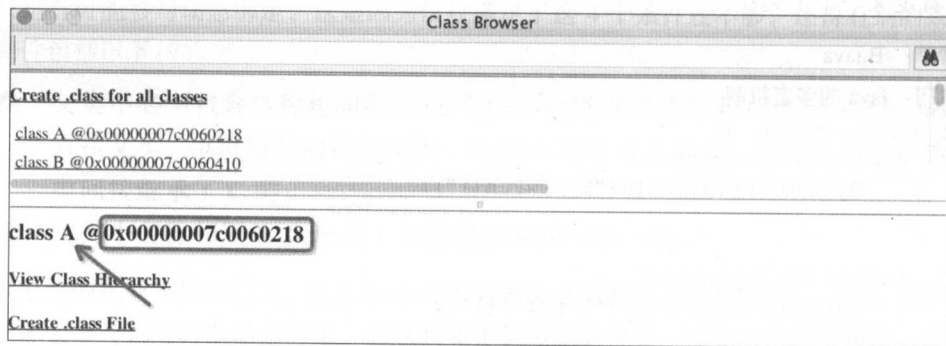 Class Browser
Create .class for all classes
class A @0x00000007c0060218
class B @0x00000007c0060410
class A @0x00000007c0060218
View Class Hierarchy
Create .class File